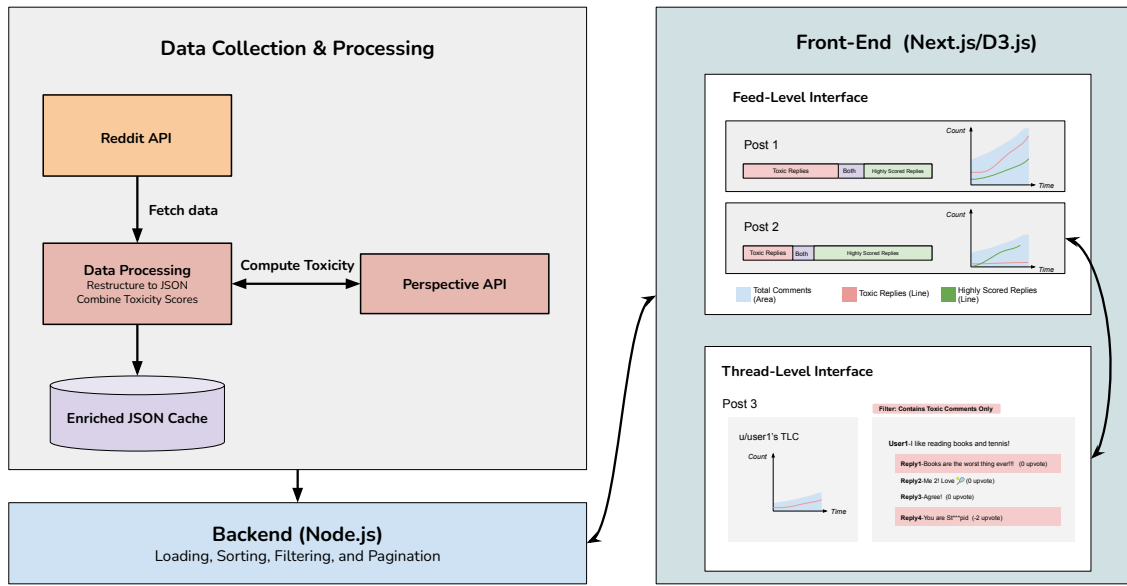 Data Collection & Processing
Reddit API
Fetch data
Data Processing
Restructure to JSON
Combine Toxicity Scores
Compute Toxicity
Perspective API
Enriched JSON Cache
Backend (Node.js)
Loading, Sorting, Filtering, and Pagination
Front-End (Next.js/D3.js)
Feed-Level Interface
Post 1
Toxic Replies
Both
Highly Scored Replies
Count
Time
Post 2
Toxic Replies
Both
Highly Scored Replies
Count
Time
Total Comments
(Area)
Toxic Replies (Line)
Highly Scored Replies
(Line)
Thread-Level Interface
Post 3
u/user1's TLC
Count
Time
Filter: Contains Toxic Comments Only
User1-I like reading books and tennis!
Reply1-Books are the worst thing ever!!! (0 upvote)
Reply2-Me 2! Love 🎾 (0 upvote)
Reply3-Agree! (0 upvote)
Reply4-You are St***pid (-2 upvote)